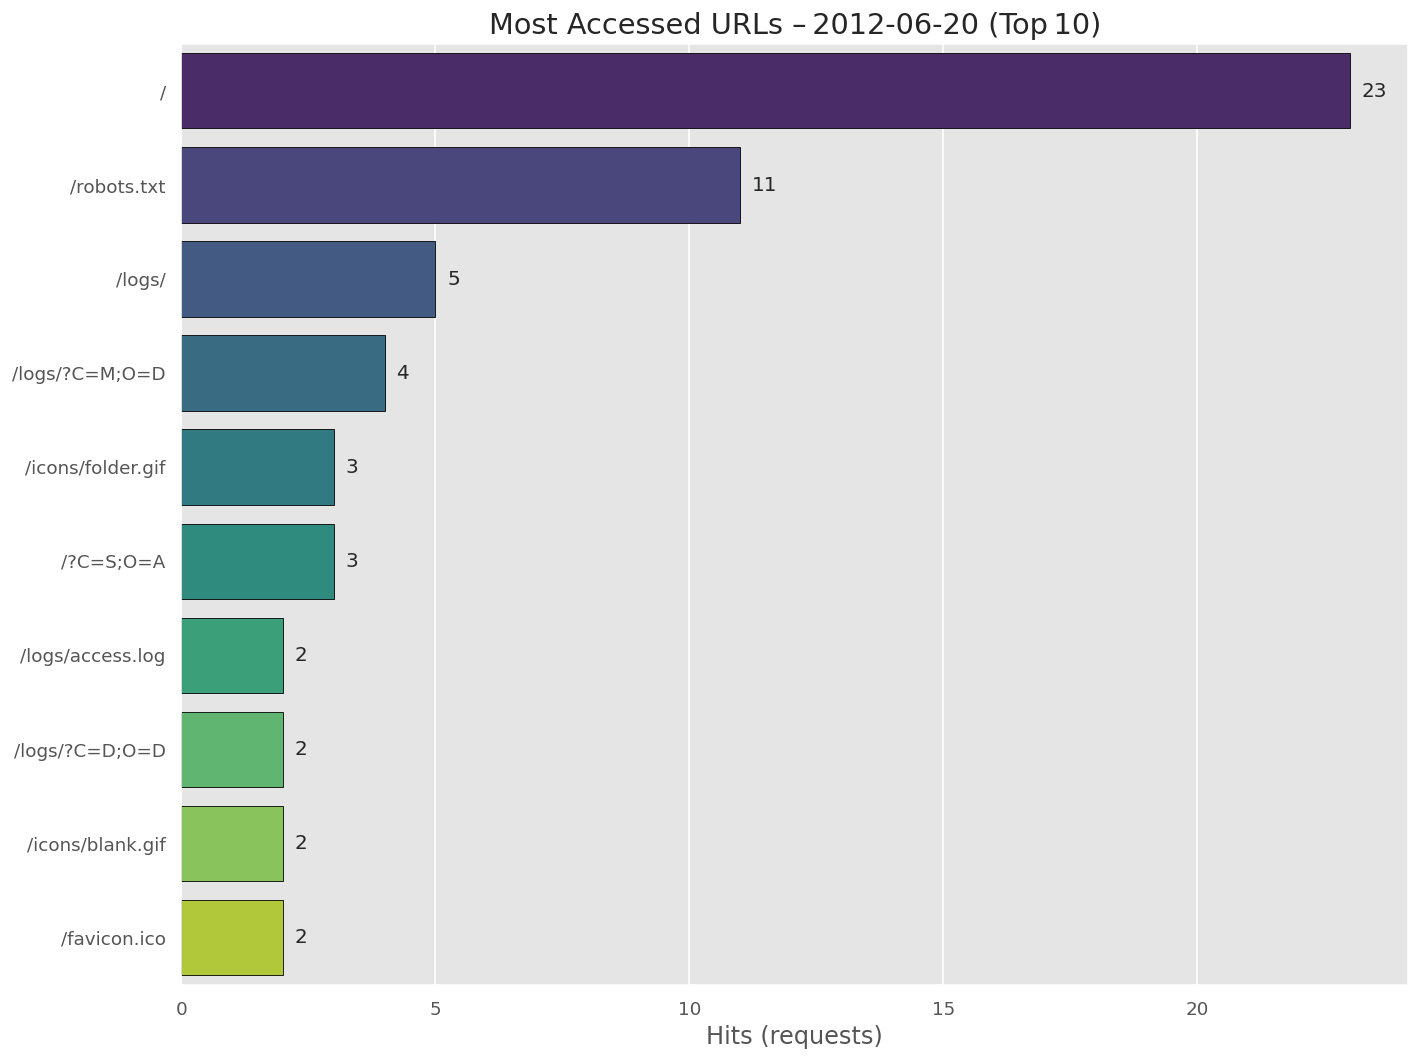 Most Accessed URLs – 2012-06-20 (Top 10)
/ 23
/robots.txt 11
/logs/ 5
/logs/?C=M;O=D 4
/icons/folder.gif 3
/?C=S;O=A 3
/logs/access.log 2
/logs/?C=D;O=D 2
/icons/blank.gif 2
/favicon.ico 2
0 5 10 15 20
Hits (requests)